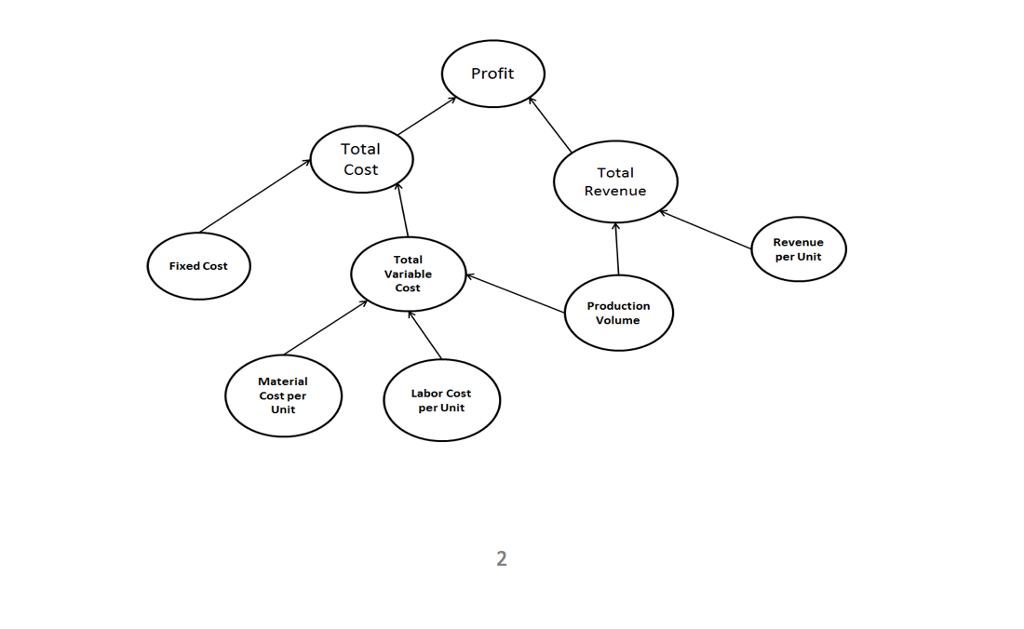 Profit
Total
Cost
Total
Revenue
Revenue
per Unit
Fixed Cost
Total
Variable
Cost
Production
Volume
Material
Cost per
Unit
Labor Cost
per Unit
2